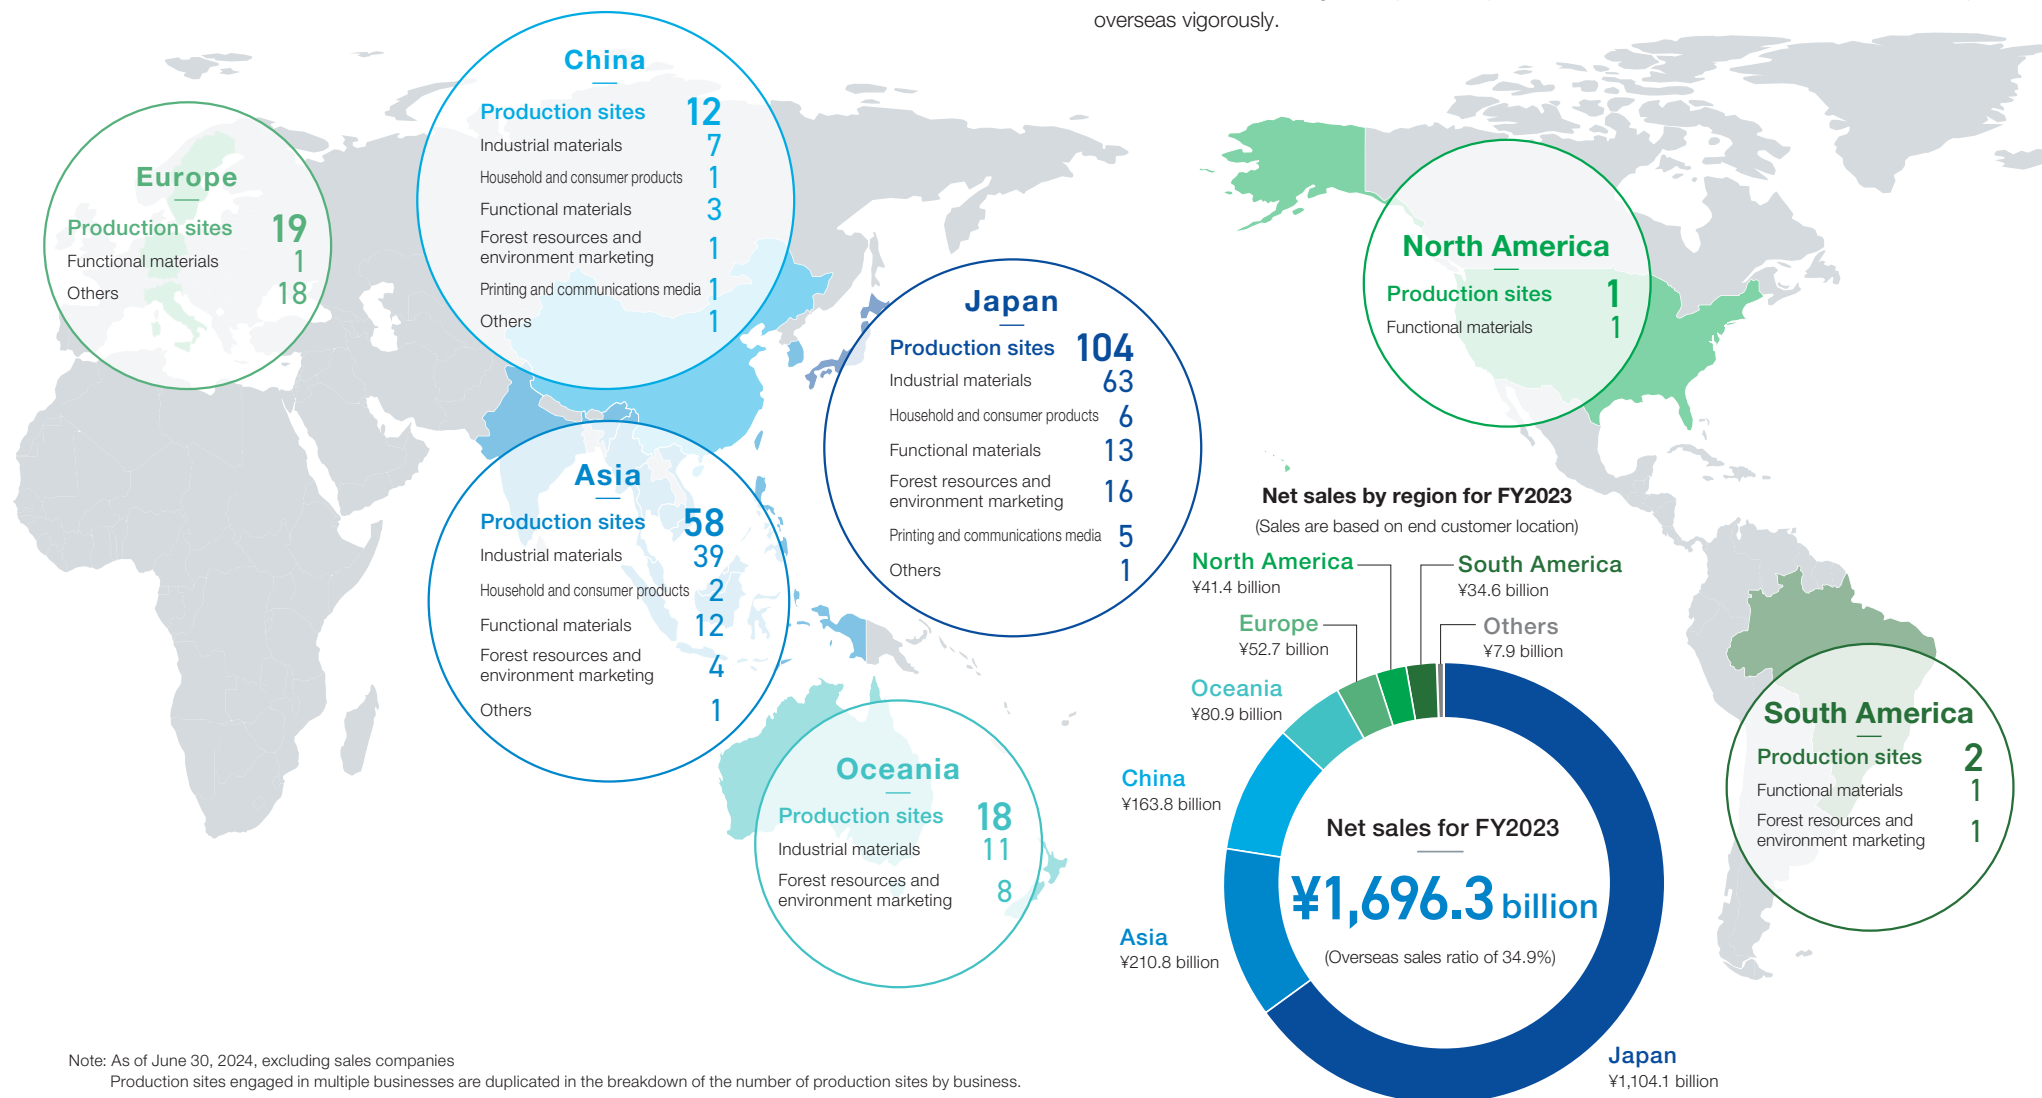 overseas vigorously.
China
Production sites 12
Industrial materials 7
Household and consumer products 1
Functional materials 3
Forest resources and
environment marketing 1
Printing and communications media 1
Others 1
Europe
Production sites 19
Functional materials 1
Others 18
Japan
Production sites 104
Industrial materials 63
Household and consumer products 6
Functional materials 13
Forest resources and
environment marketing 16
Printing and communications media 5
Others 1
North America
Production sites 1
Functional materials 1
Asia
Production sites 58
Industrial materials 39
Household and consumer products 2
Functional materials 12
Forest resources and
environment marketing 4
Others 1
Oceania
Production sites 18
Industrial materials 11
Forest resources and
environment marketing 8
South America
Production sites 2
Functional materials 1
Forest resources and
environment marketing 1
Net sales by region for FY2023
(Sales are based on end customer location)
North America
¥41.4 billion
South America
¥34.6 billion
Europe
¥52.7 billion
Others
¥7.9 billion
Oceania
¥80.9 billion
China
¥163.8 billion
Asia
¥210.8 billion
Japan
¥1,104.1 billion
Net sales for FY2023
¥1,696.3 billion
(Overseas sales ratio of 34.9%)
Note: As of June 30, 2024, excluding sales companies
Production sites engaged in multiple businesses are duplicated in the breakdown of the number of production sites by business.